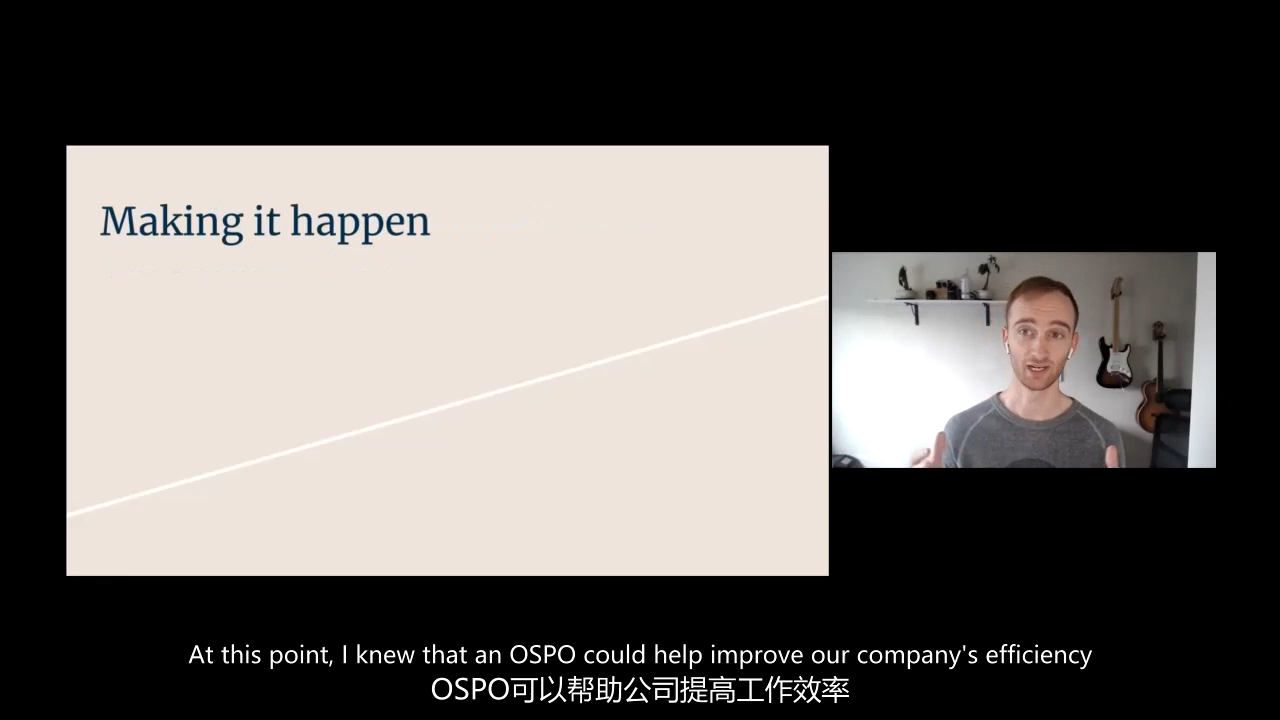 Making it happen
At this point, I knew that an OSPO could help improve our company's efficiency
OSPO可以帮助公司提高工作效率